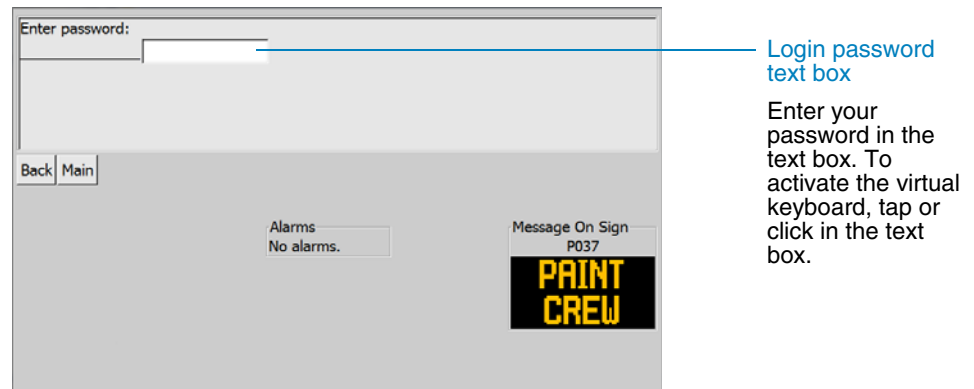 Enter password:
Back Main
Alarms
No alarms.
Message On Sign
P037
PAINT
CREW
Login password
text box
Enter your
password in the
text box. To
activate the virtual
keyboard, tap or
click in the text
box.